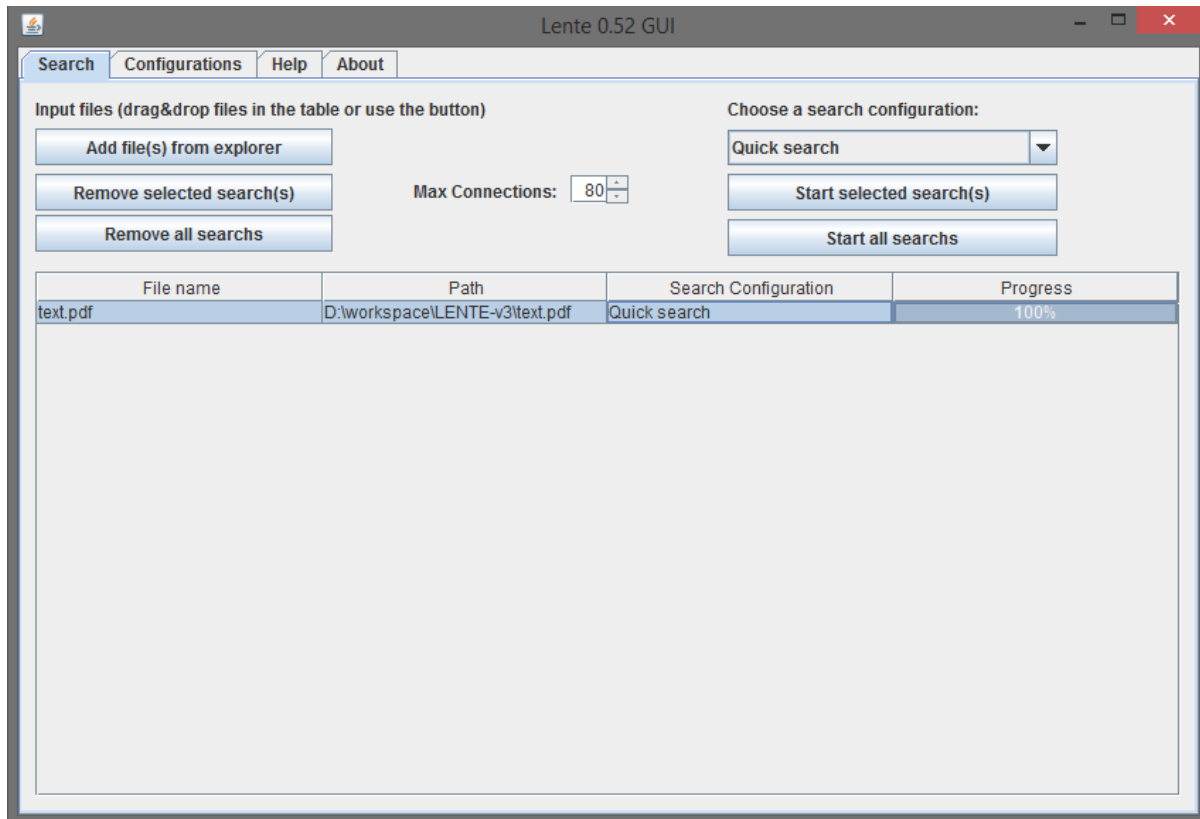 Lente 0.52 GUI
Search Configurations Help About
Input files (drag&drop files in the table or use the button)
Choose a search configuration:
Add file(s) from explorer
Quick search
Remove selected search(s)
Max Connections: 80
Start selected search(s)
Remove all searchs
Start all searchs
File name Path Search Configuration Progress
text.pdf D:\workspace\LENTE-v3\text.pdf Quick search 100%